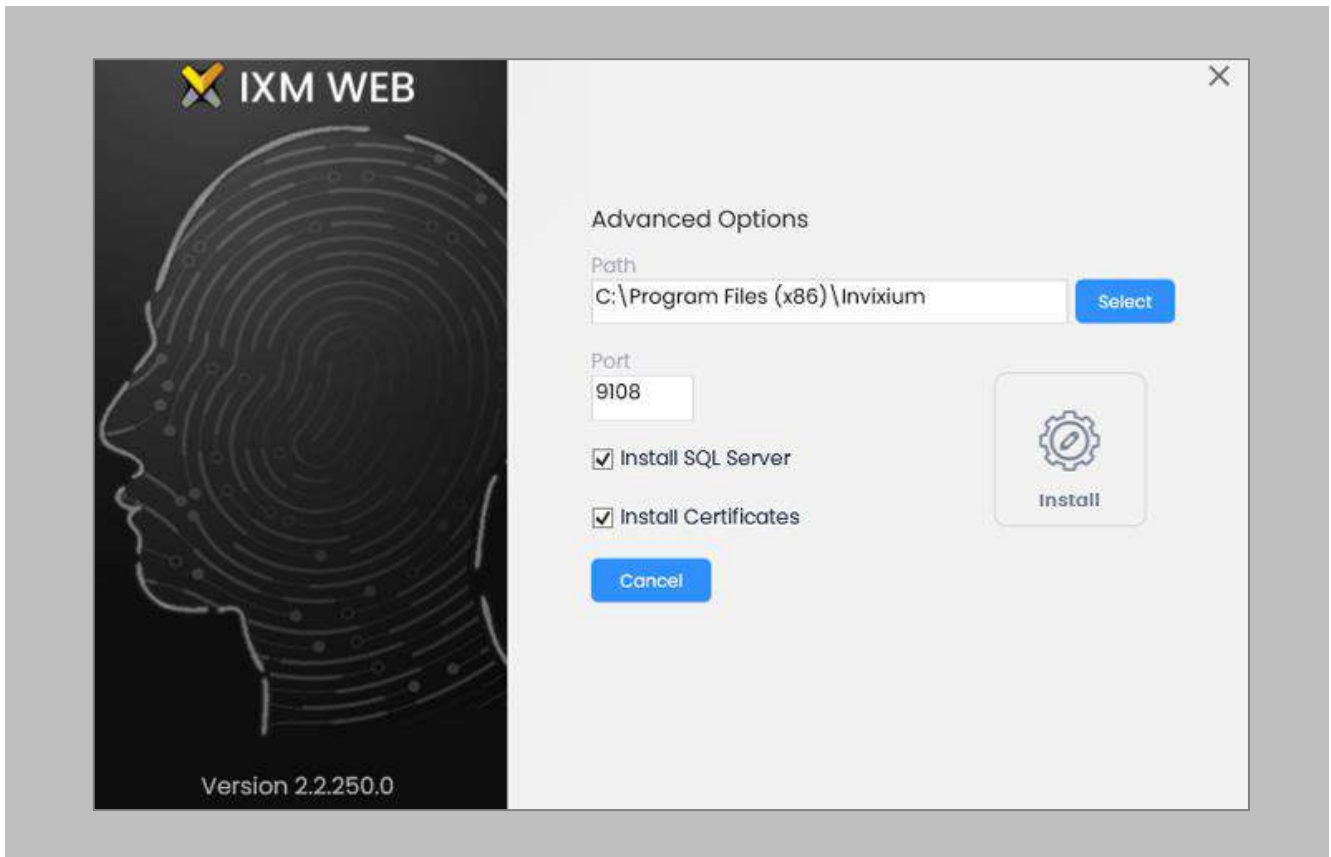 IXM WEB
Advanced Options
Path
C:\Program Files (x86)\Invixium
Select
Port
9108
Install SQL Server
Install
Install Certificates
Cancel
Version 2.2.250.0